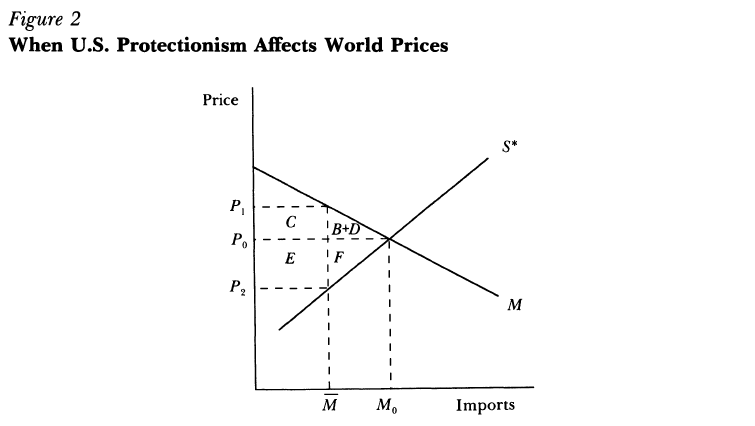 Figure 2
When U.S. Protectionism Affects World Prices
Price
S*
P₁
C
B+D
P₀
E
F
P₂
M
M̅
M₀
Imports